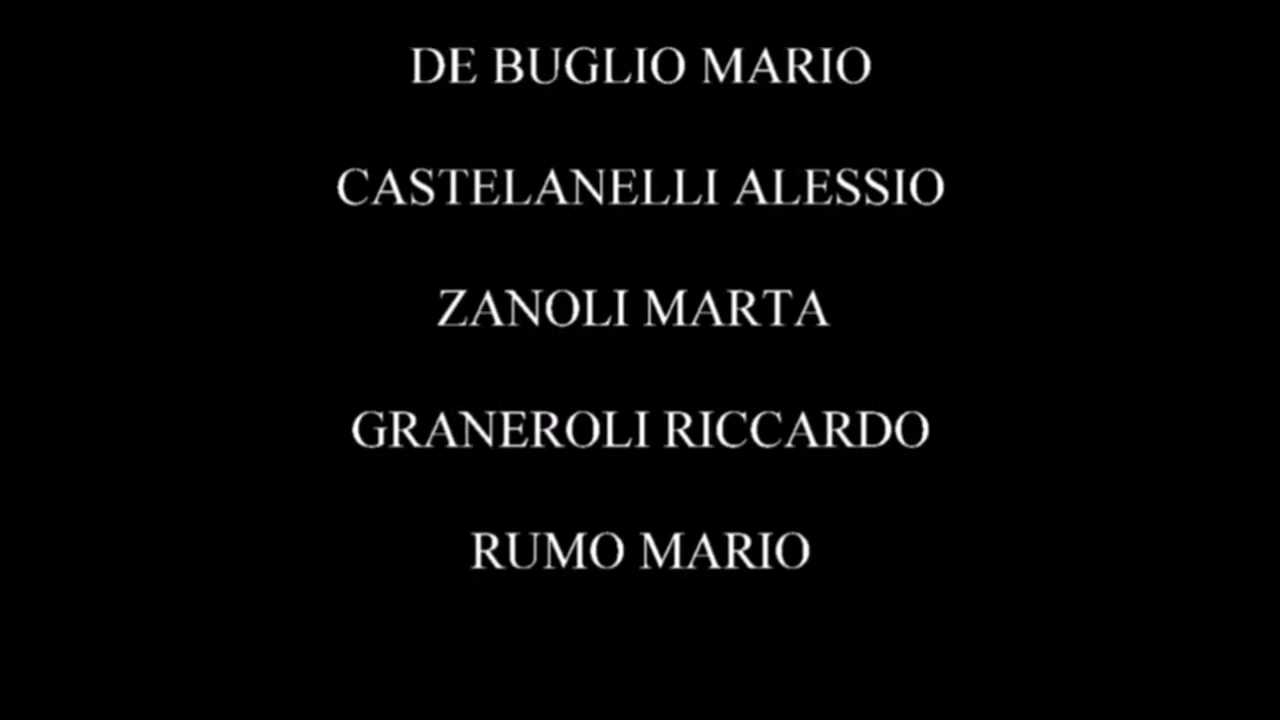 DE BUGLIO MARIO
CASTELANELLI ALESSIO
ZANOLI MARTA
GRANEROLI RICCARDO
RUMO MARIO